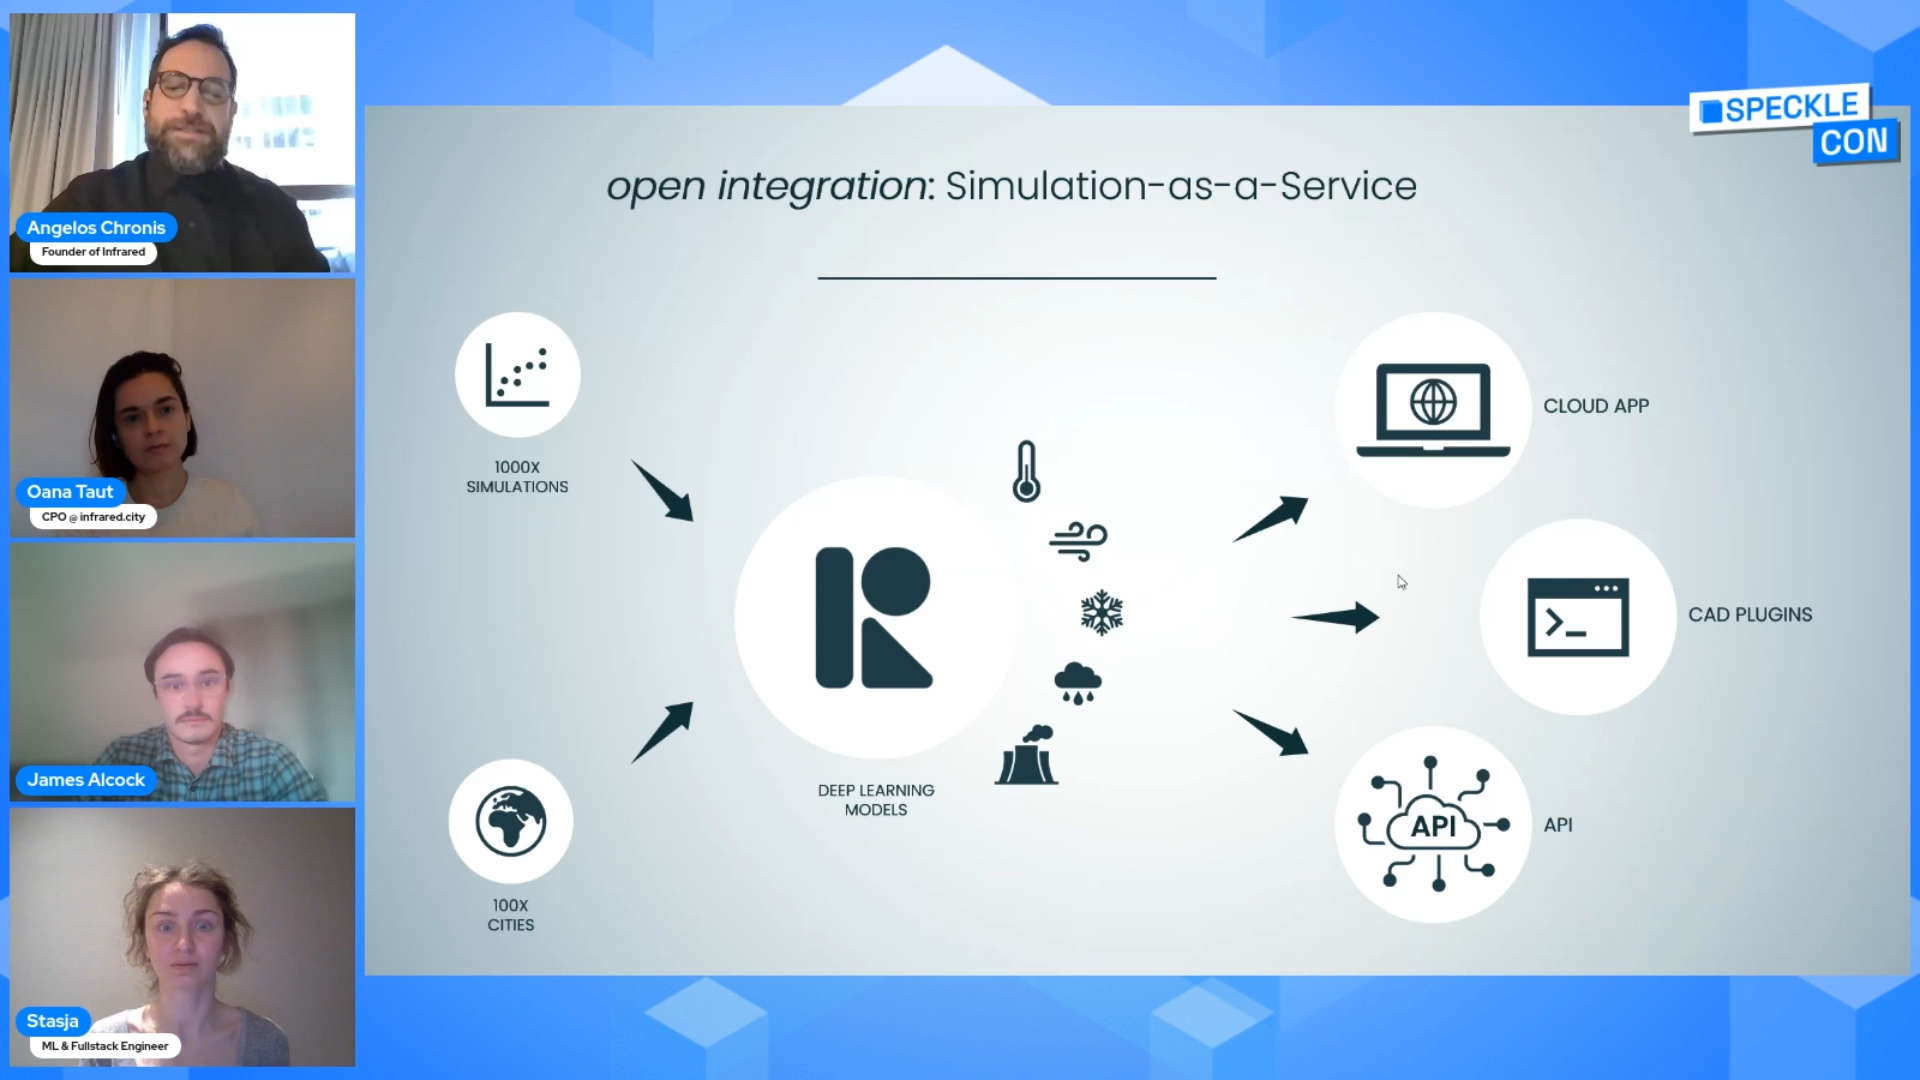 Angelos Chronis
Founder of Infrared
Oana Taut
CPO @ infrared.city
James Alcock
Stasja
ML & Fullstack Engineer
SPECKLE
CON
open integration: Simulation-as-a-Service
1000X
SIMULATIONS
100X
CITIES
DEEP LEARNING
MODELS
CLOUD APP
CAD PLUGINS
API
API